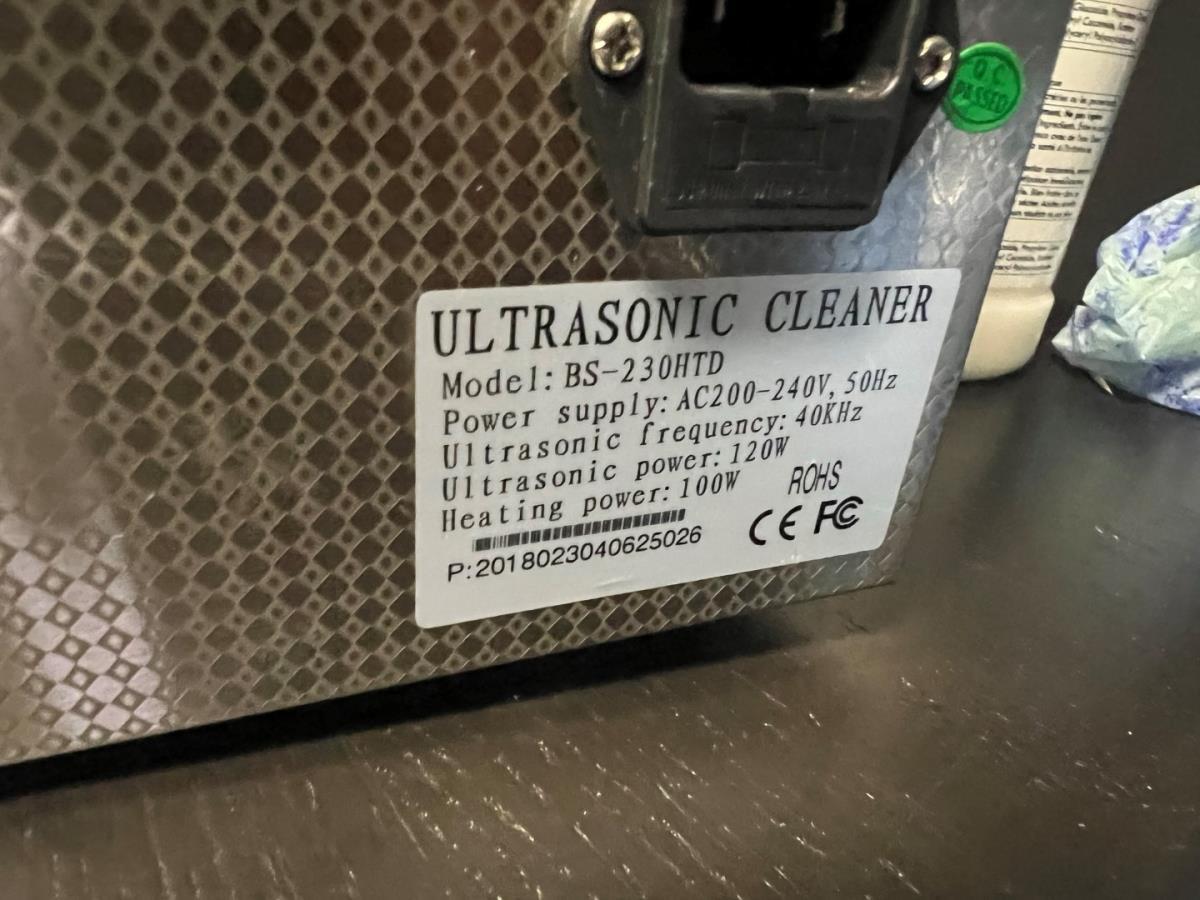 QC
PASSED
ULTRASONIC CLEANER
Model: BS-230HTD
Power supply: AC200-240V, 50Hz
Ultrasonic frequency: 40KHz
Ultrasonic power: 120W
Heating power: 100W
ROHS
CE FC
P:2018023040625026